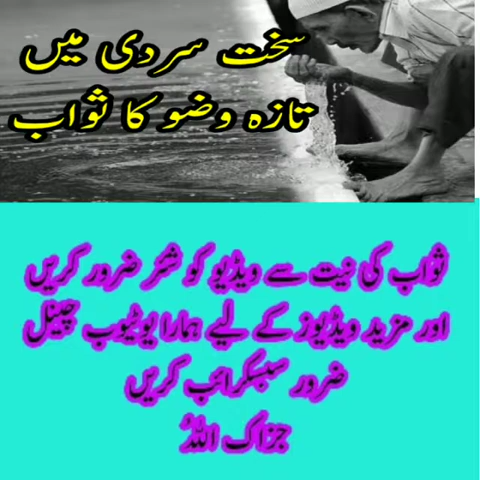 سخت سردی میں
تازہ وضو کا ثواب
ثواب کی نیت سے ویڈیو کو شئر ضرور کریں
اور مزید ویڈیوز کے لیے ہمارا یوٹیوب چینل
ضرور سبسکرائب کریں
جزاک اللہ